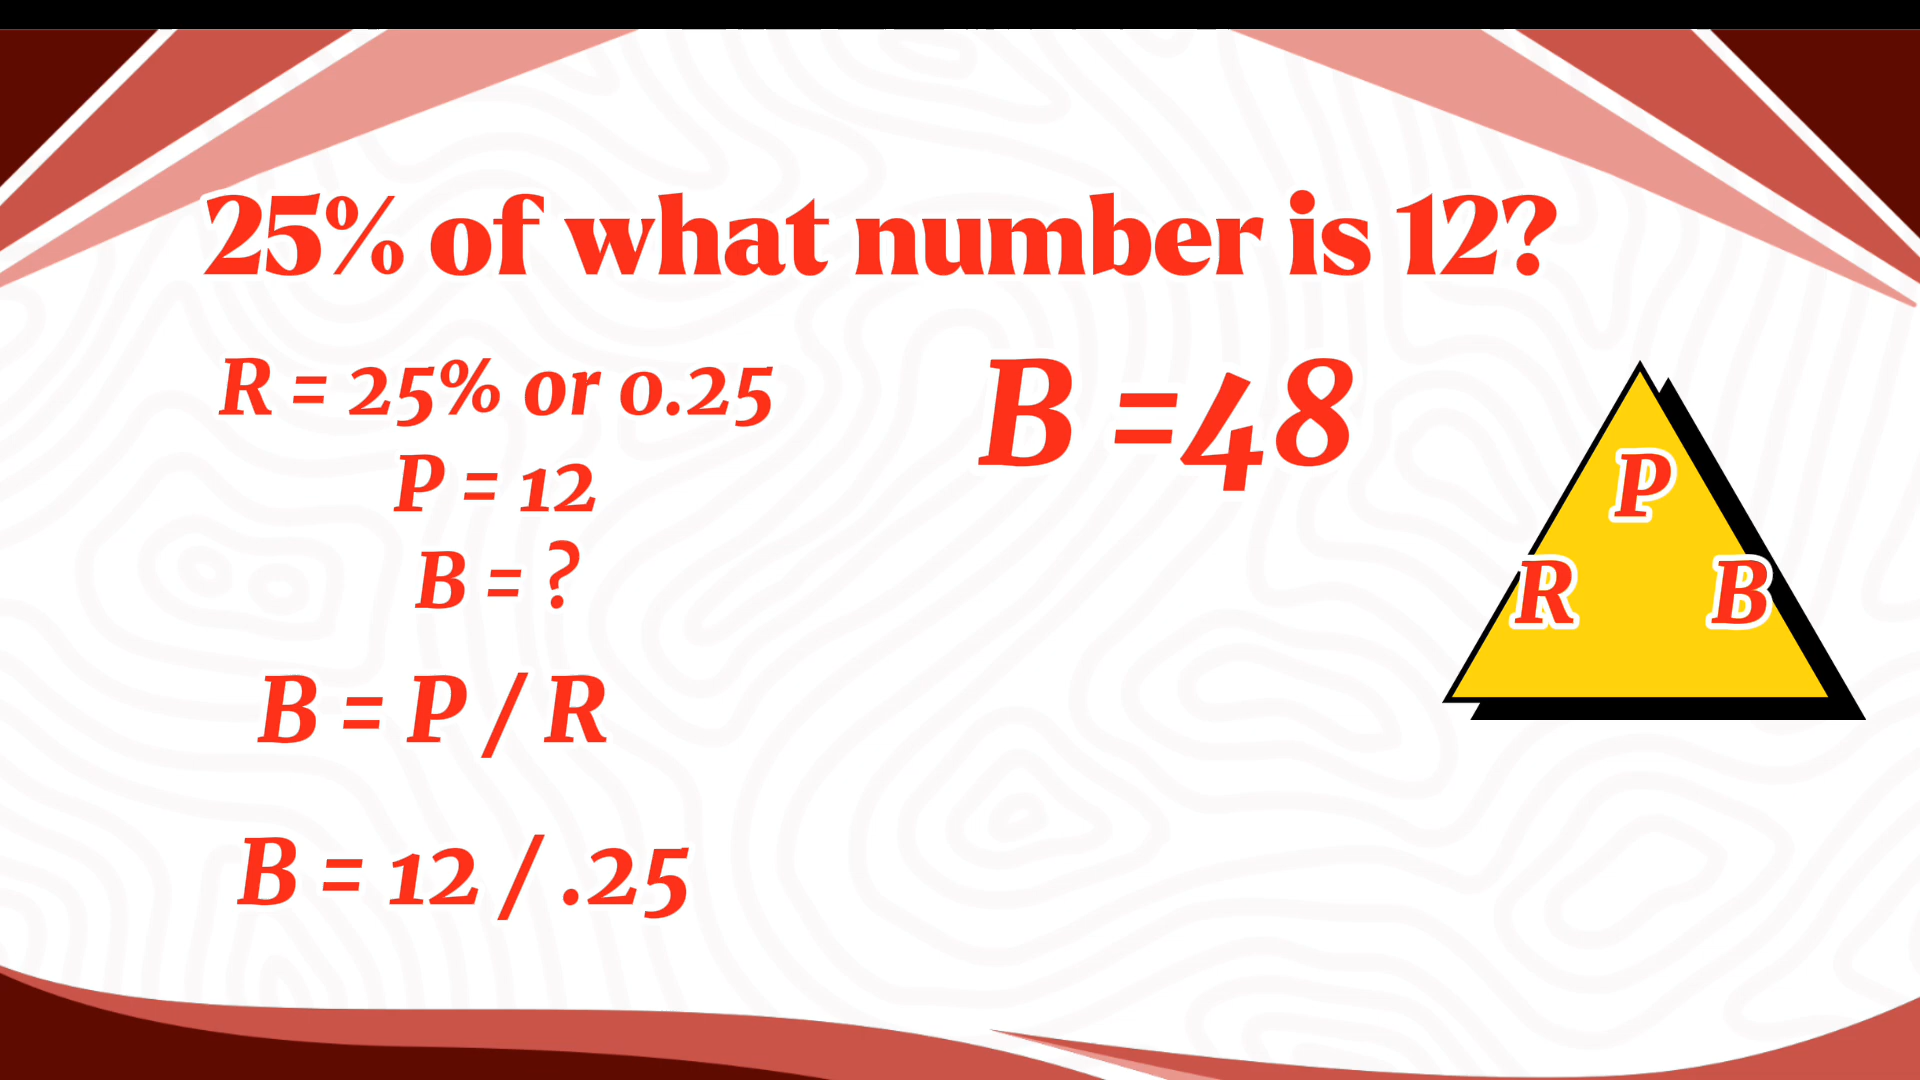 25% of what number is 12?
R = 25% or 0.25
P = 12
B = ?
B = P / R
B = 12 / .25
B =48
P
R B